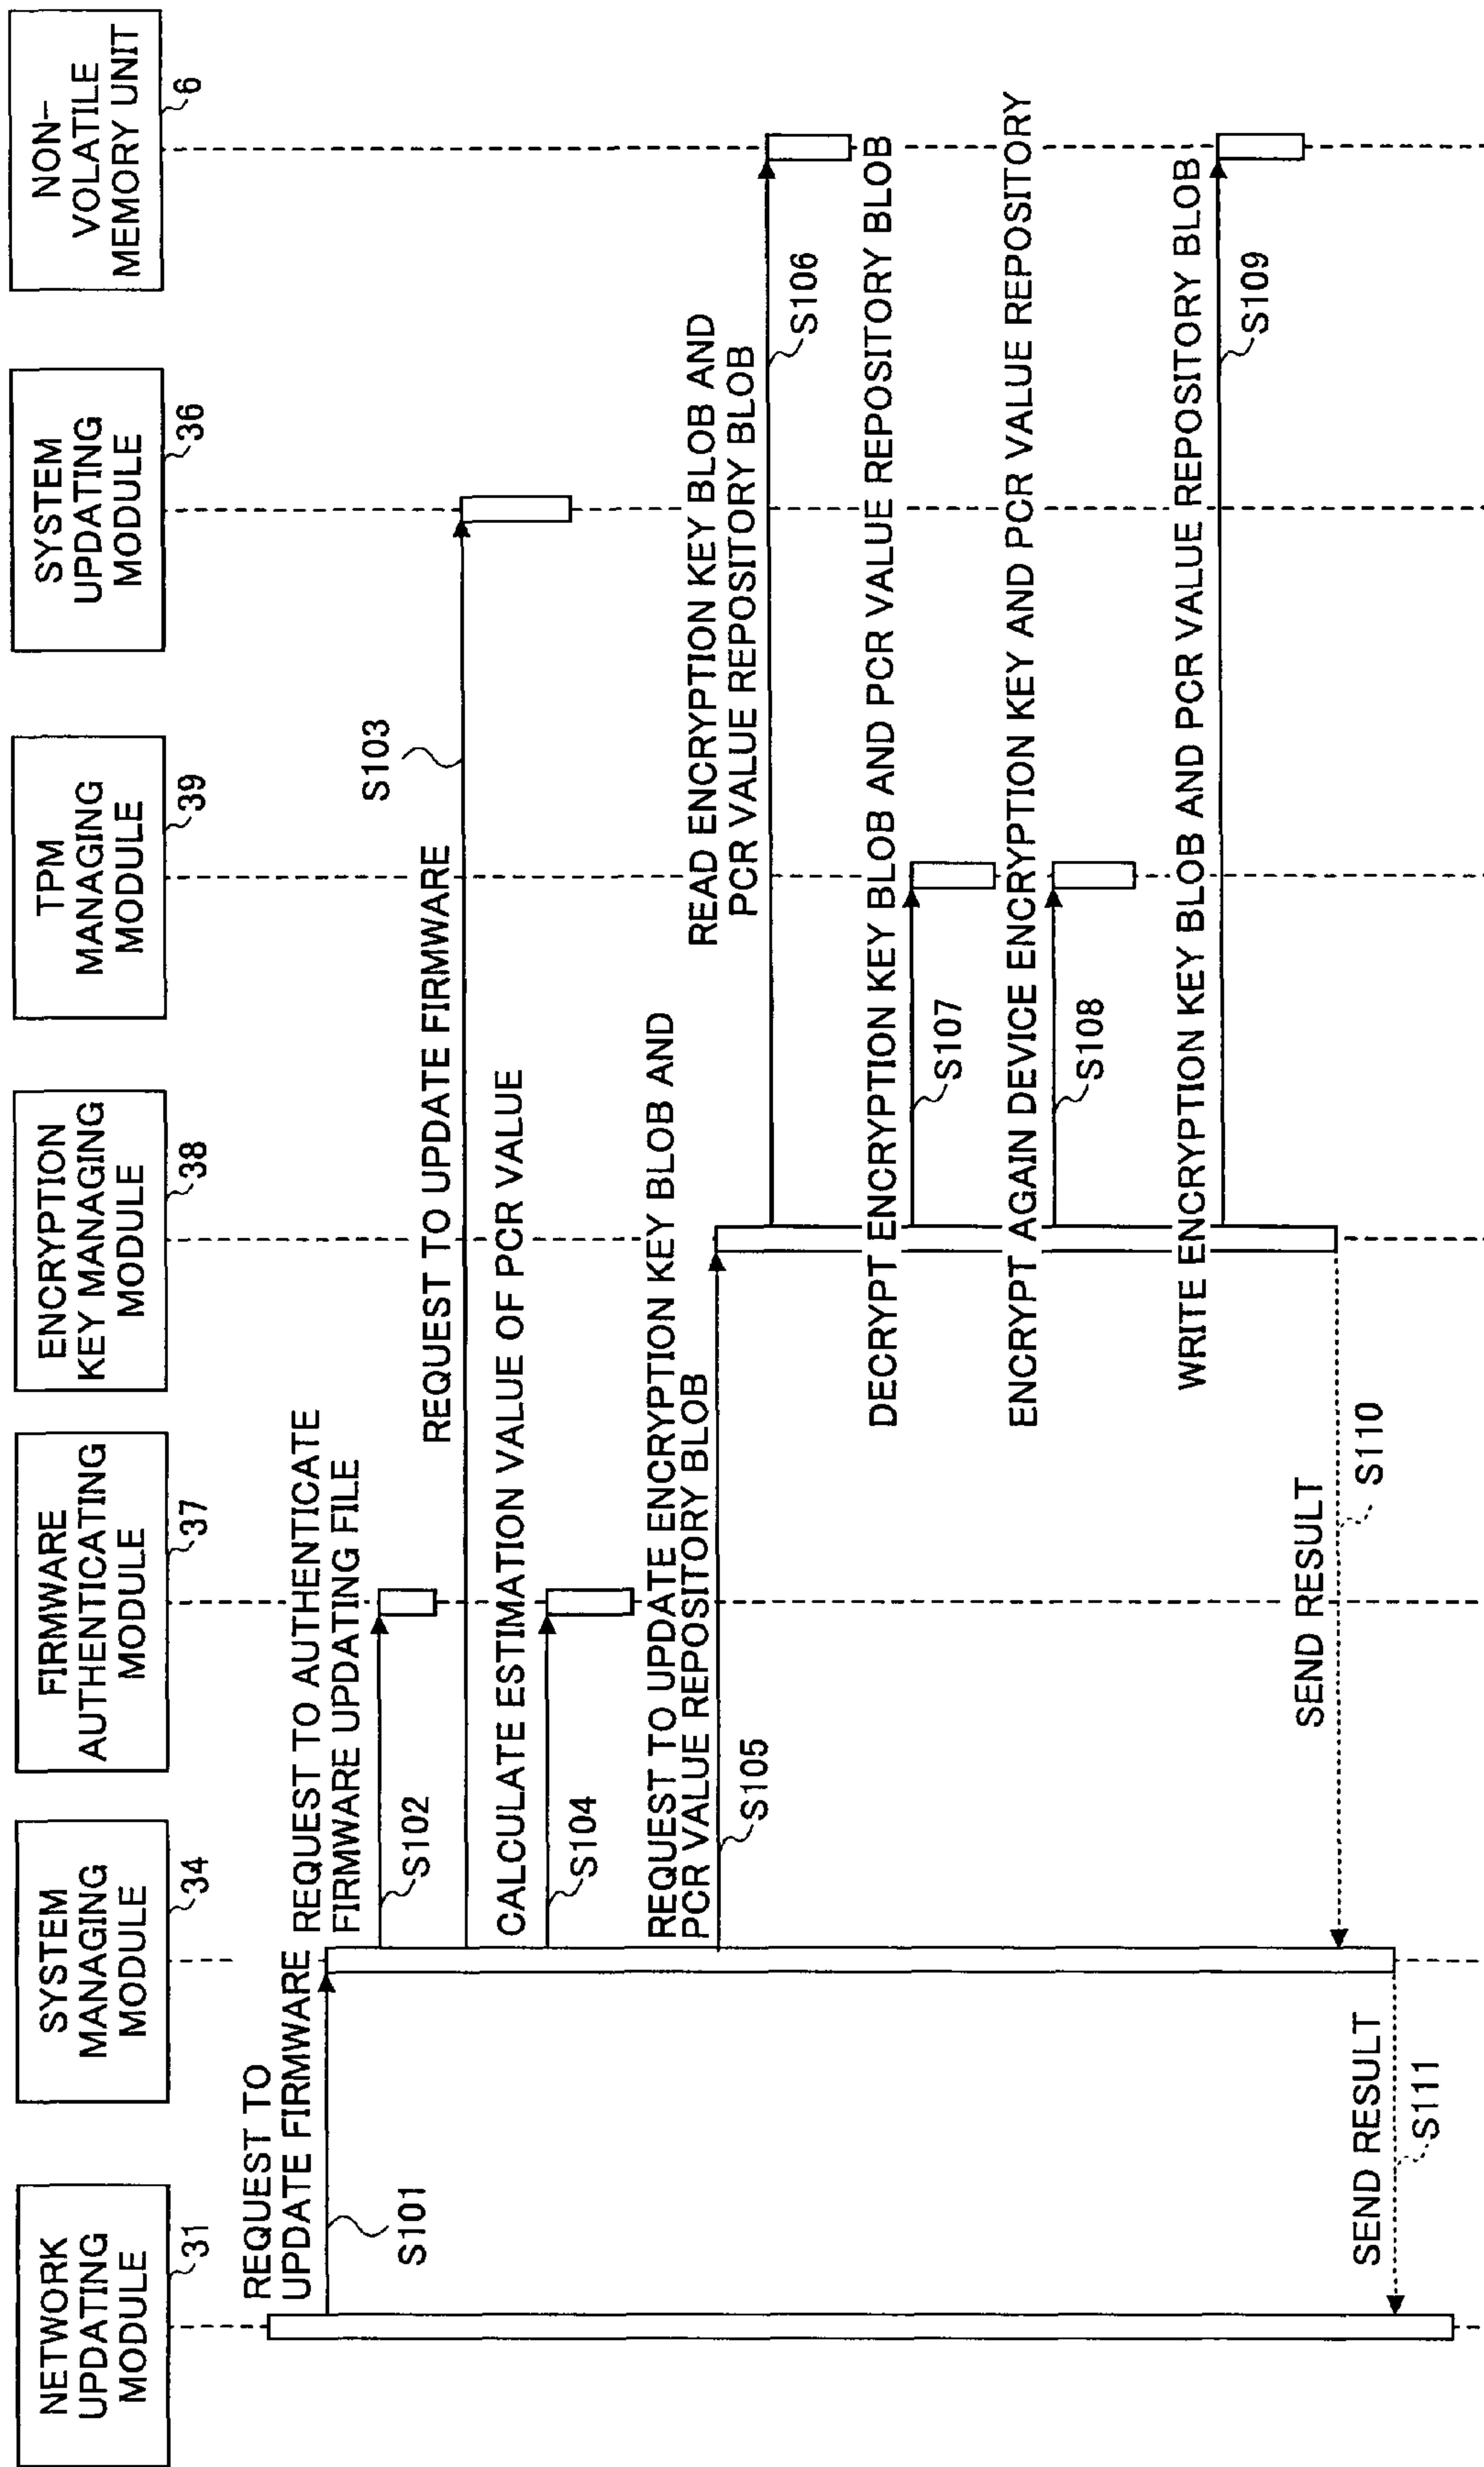 NETWORK
UPDATING
MODULE
31
SYSTEM
MANAGING
MODULE
34
FIRMWARE
AUTHENTICATING
MODULE
37
ENCRYPTION
KEY MANAGING
MODULE
38
TPM
MANAGING
MODULE
39
SYSTEM
UPDATING
MODULE
36
NON-
VOLATILE
MEMORY UNIT
6
REQUEST TO
UPDATE FIRMWARE
S101
REQUEST TO AUTHENTICATE
FIRMWARE UPDATING FILE
S102
REQUEST TO UPDATE FIRMWARE
S103
CALCULATE ESTIMATION VALUE OF PCR VALUE
S104
REQUEST TO UPDATE ENCRYPTION KEY BLOB AND
PCR VALUE REPOSITORY BLOB
S105
READ ENCRYPTION KEY BLOB AND
PCR VALUE REPOSITORY BLOB
S106
DECRYPT ENCRYPTION KEY BLOB AND PCR VALUE REPOSITORY BLOB
S107
ENCRYPT AGAIN DEVICE ENCRYPTION KEY AND PCR VALUE REPOSITORY
S108
WRITE ENCRYPTION KEY BLOB AND PCR VALUE REPOSITORY BLOB
S109
SEND RESULT
S110
SEND RESULT
S111